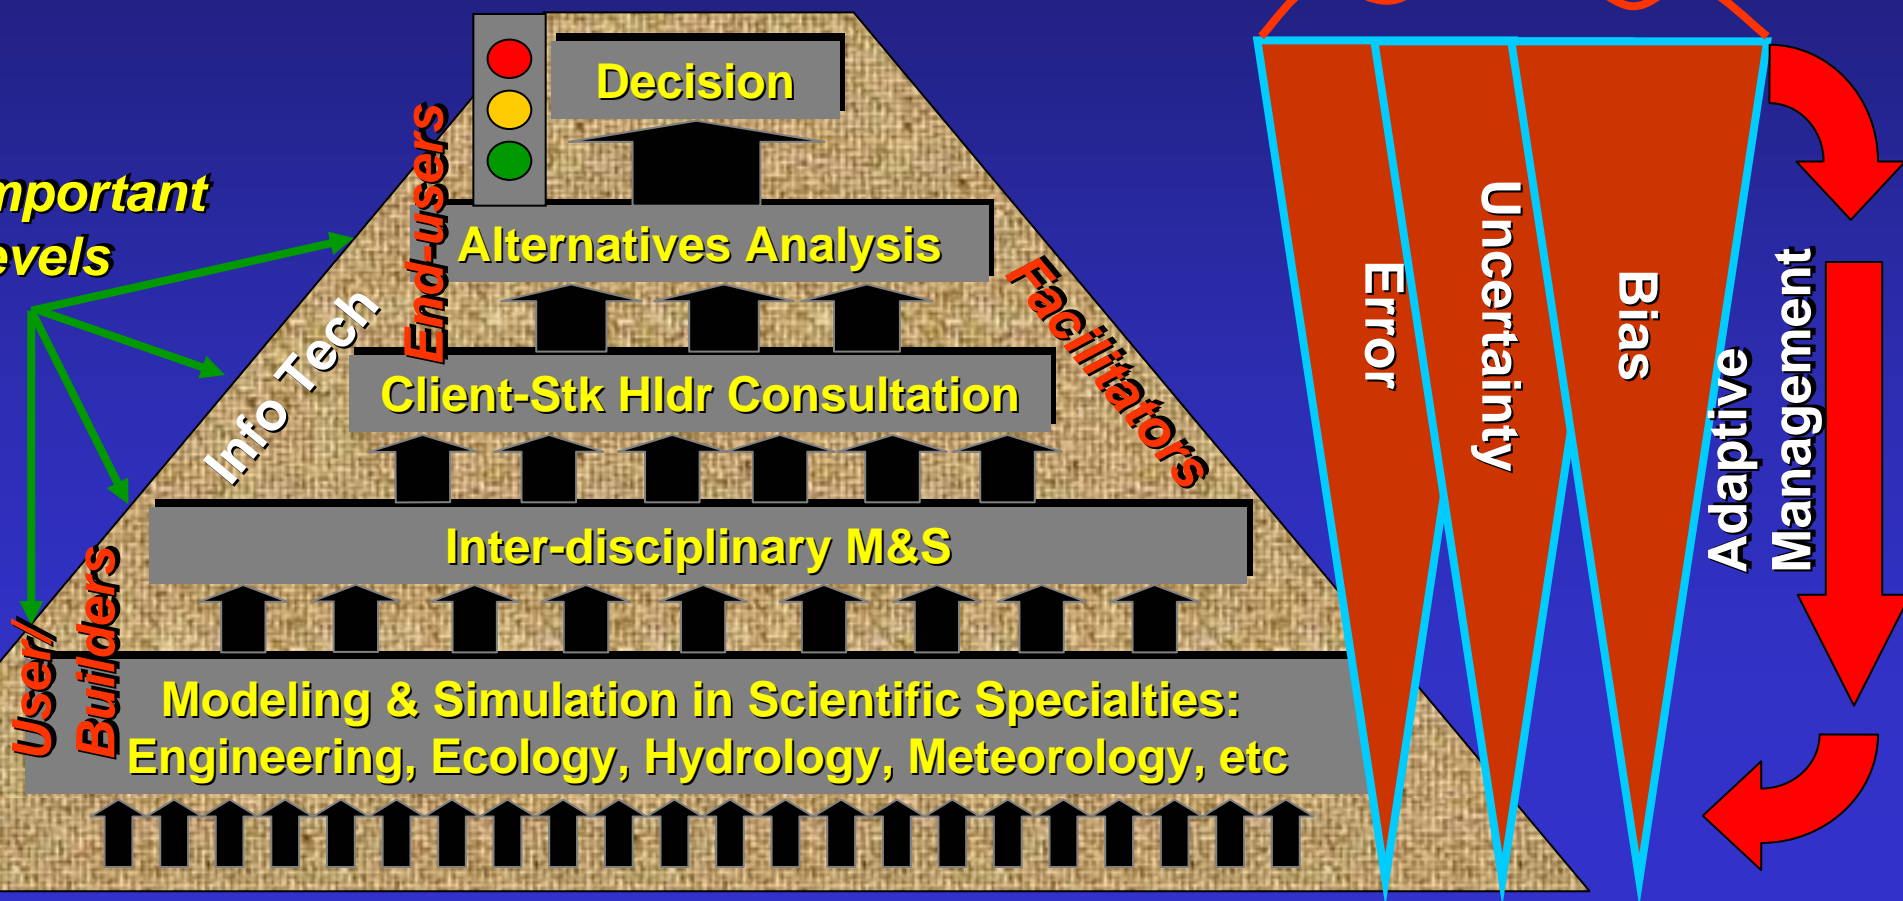 Decision
mportant
evels
End-users
Alternatives Analysis
Info Tech
Facilitators
Client-Stk Hldr Consultation
Inter-disciplinary M&S
User/
Builders
Modeling & Simulation in Scientific Specialties:
Engineering, Ecology, Hydrology, Meteorology, etc
Error
Uncertainty
Bias
Adaptive
Management